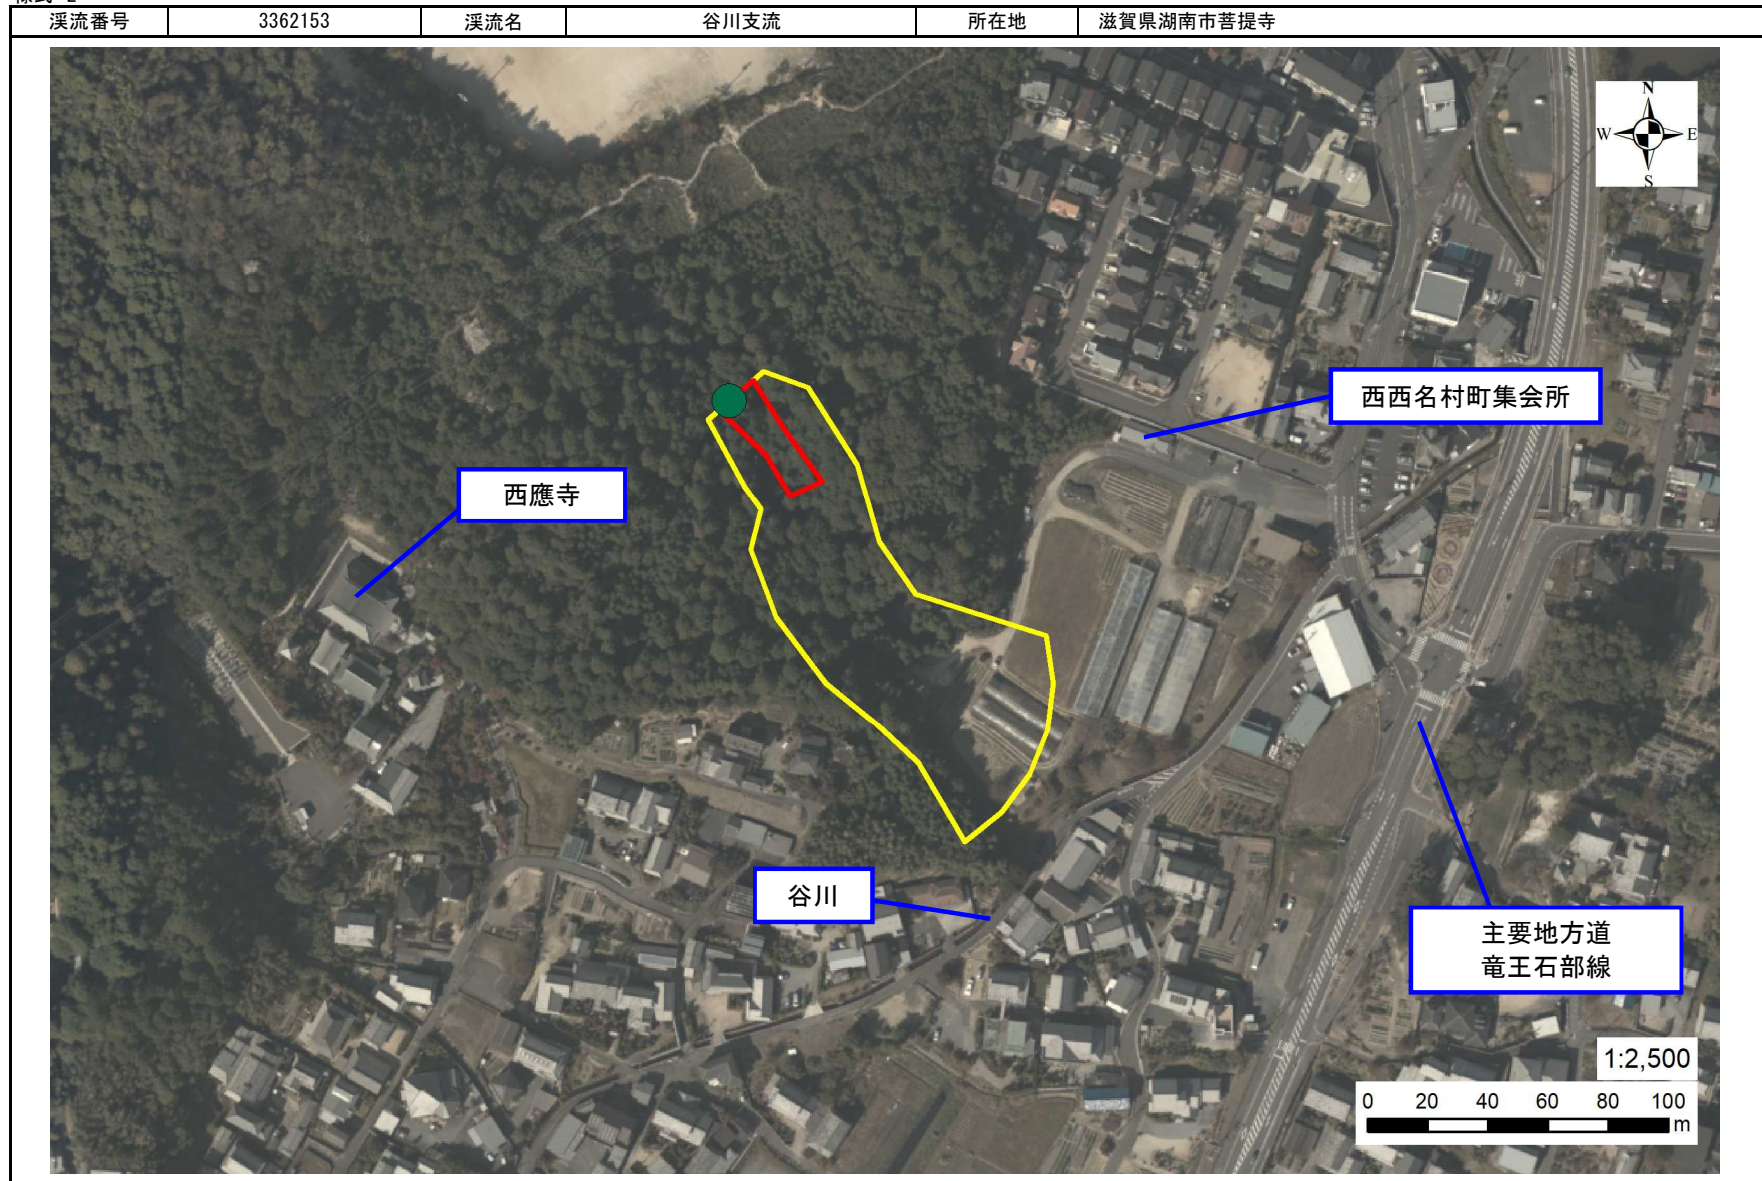 渓流番号 3362153 渓流名 谷川支流 所在地 滋賀県湖南市菩提寺
N
W E
S
西西名村町集会所
西應寺
谷川
主要地方道
竜王石部線
1:2,500
0 20 40 60 80 100
m